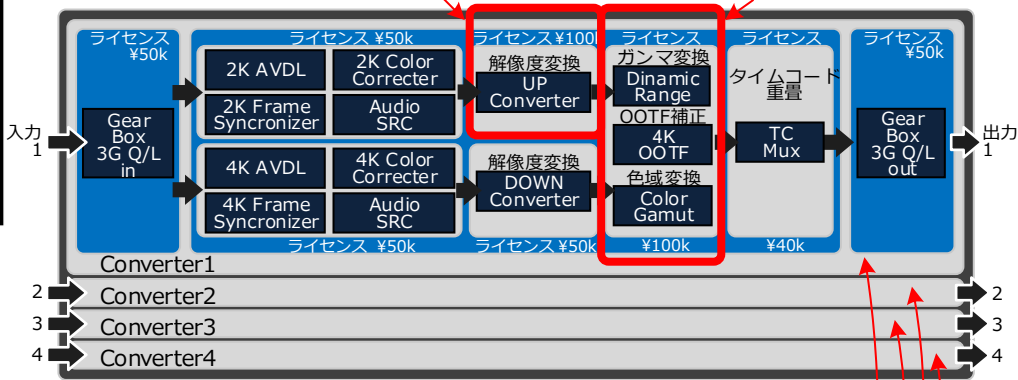 ライセンス
¥50k
Gear
Box
3G Q/L
in
入力
1
ライセンス ¥50k
2K AVDL
2K Color
Correcter
2K Frame
Syncronizer
Audio
SRC
4K AVDL
4K Color
Correcter
4K Frame
Syncronizer
Audio
SRC
ライセンス ¥50k
ライセンス ¥100k
解像度変換
UP
Converter
解像度変換
DOWN
Converter
ライセンス ¥50k
ライセンス
ガンマ変換
Dinamic
Range
OOTF補正
4K
OOTF
色域変換
Color
Gamut
¥100k
ライセンス
タイムコード
重畳
TC
Mux
¥40k
ライセンス
¥50k
Gear
Box
3G Q/L
out
出力
1
Converter1
2
Converter2
2
3
Converter3
3
4
Converter4
4